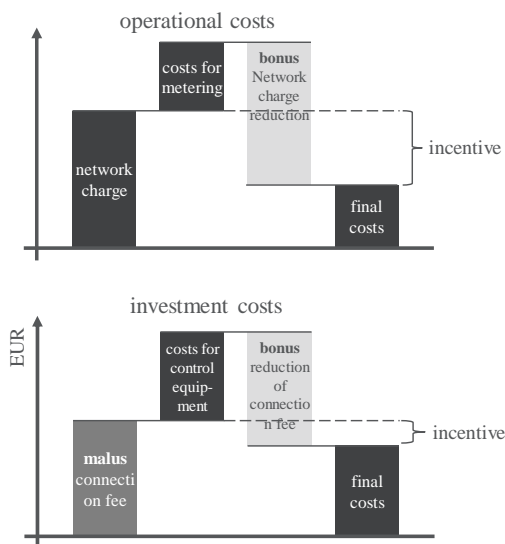 operational costs
costs for
metering
bonus
Network
charge
reduction
network
charge
incentive
final
costs
investment costs
EUR
costs for
control
equip-
ment
bonus
reduction
of
connectio
n fee
incentive
malus
connecti
on fee
final
costs